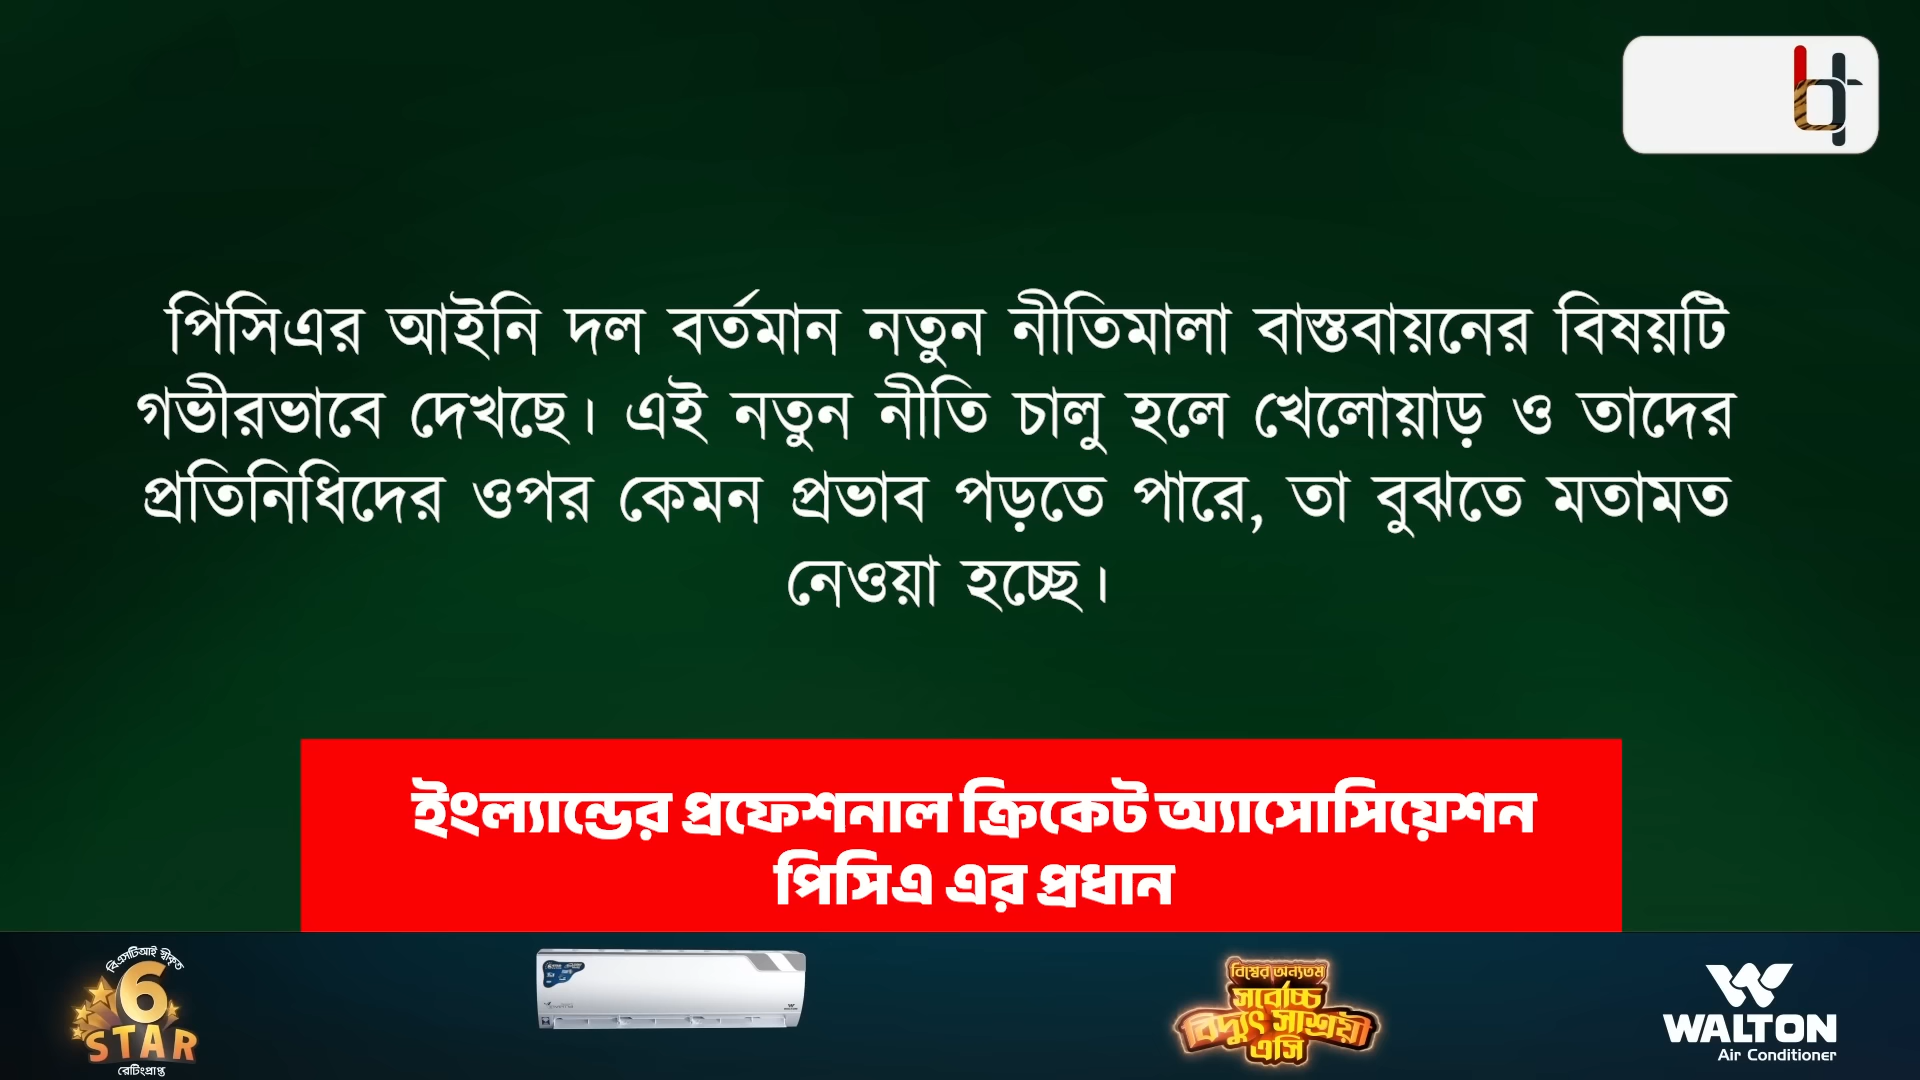 পিসিএর আইনি দল বর্তমান নতুন নীতিমালা বাস্তবায়নের বিষয়টি
গভীরভাবে দেখছে। এই নতুন নীতি চালু হলে খেলোয়াড় ও তাদের
প্রতিনিধিদের ওপর কেমন প্রভাব পড়তে পারে, তা বুঝতে মতামত
নেওয়া হচ্ছে।
ইংল্যান্ডের প্রফেশনাল ক্রিকেট অ্যাসোসিয়েশন
পিসিএ এর প্রধান
বিএসটিআই স্বীকৃত
6
STAR
রেটিংপ্রাপ্ত
বিশ্বের অন্যতম
সর্বোচ্চ
বিদ্যুৎ সাশ্রয়ী
এসি
WALTON
Air Conditioner